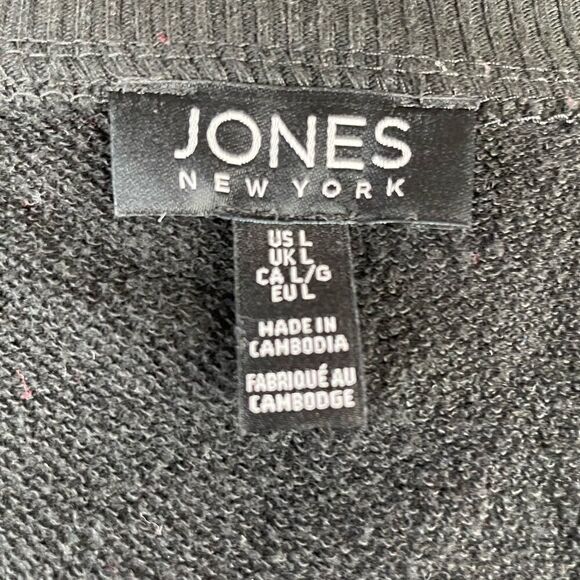 JONES
NEW YORK
US L
UK L
CA L/G
EU L
MADE IN
CAMBODIA
FABRIQUÉ AU
CAMBODGE